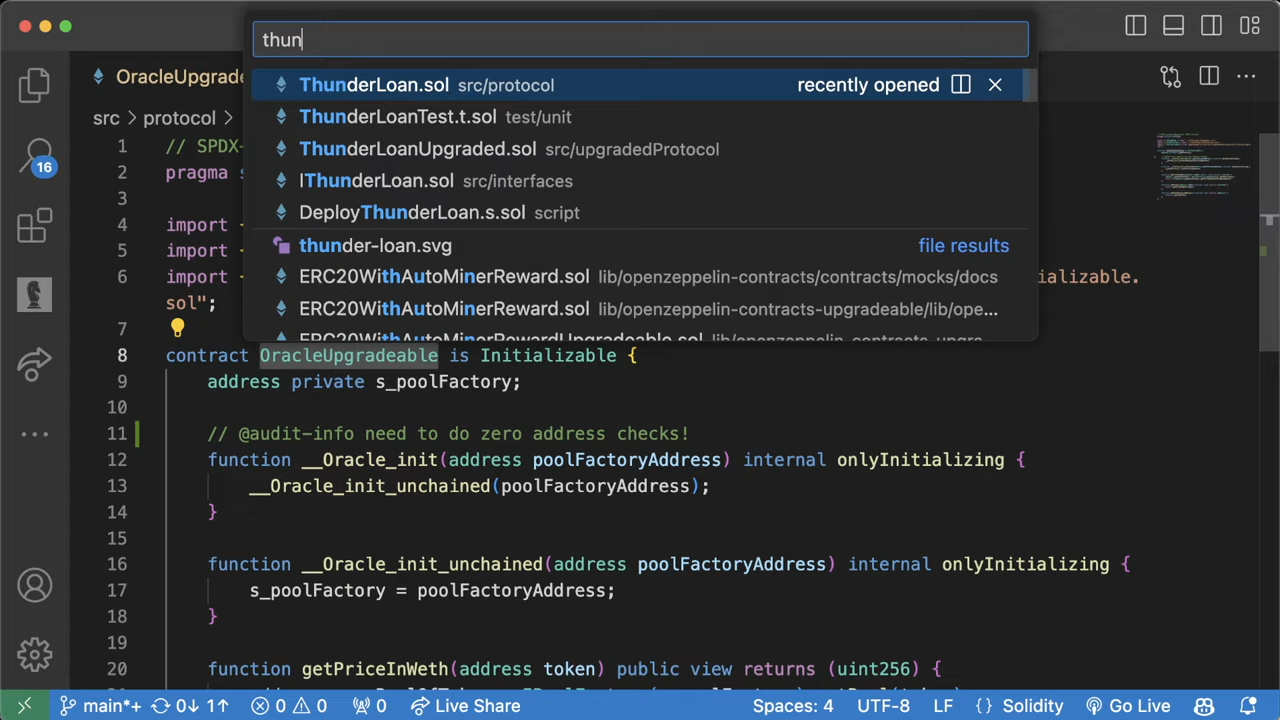 thun
ThunderLoan.sol src/protocol recently opened
ThunderLoanTest.t.sol test/unit
ThunderLoanUpgraded.sol src/upgradedProtocol
IThunderLoan.sol src/interfaces
DeployThunderLoan.s.sol script
thunder-loan.svg file results
ERC20WithAutoMinerReward.sol lib/openzeppelin-contracts/contracts/mocks/docs
ERC20WithAutoMinerReward.sol lib/openzeppelin-contracts-upgradeable/lib/ope...
ERC20WithAutoMinerRewardUpgradeable.sol lib/openzeppelin-contracts-upgra...
OracleUpgrade
src > protocol >
16
1 // SPDX-
2 pragma s
3
4 import
5 import
6 import ializable.
sol";
7
8 contract OracleUpgradeable is Initializable {
9 address private s_poolFactory;
10
11 // @audit-info need to do zero address checks!
12 function __Oracle_init(address poolFactoryAddress) internal onlyInitializing {
13 __Oracle_init_unchained(poolFactoryAddress);
14 }
15
16 function __Oracle_init_unchained(address poolFactoryAddress) internal onlyInitializing {
17 s_poolFactory = poolFactoryAddress;
18 }
19
20 function getPriceInWeth(address token) public view returns (uint256) {
main*+ 0↓ 1↑ 0 0 0 Live Share Spaces: 4 UTF-8 LF {} Solidity Go Live